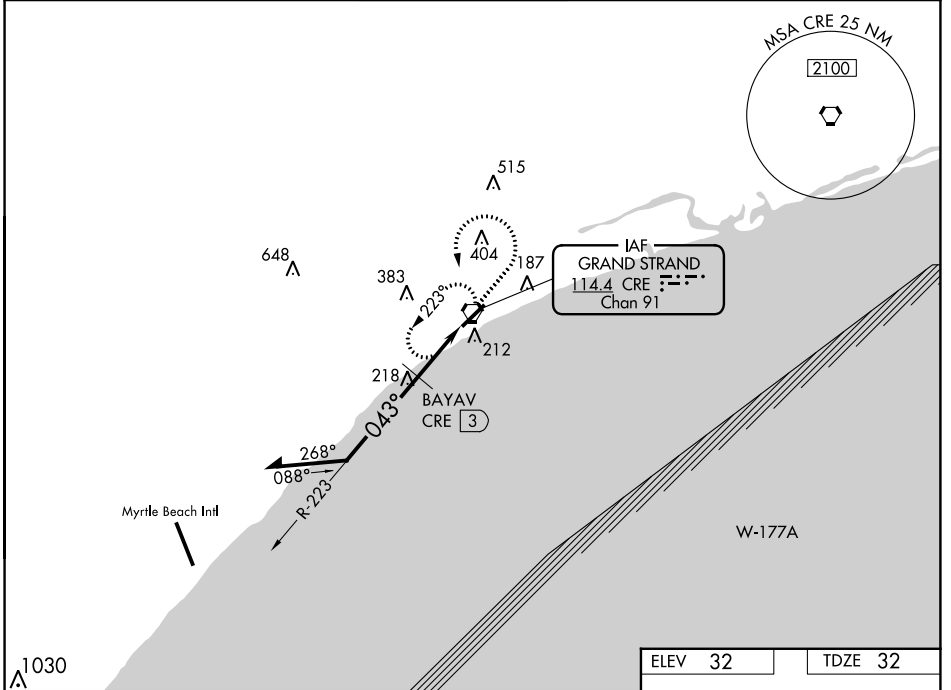 MSA CRE 25 NM
2100
515
404
648
383
187
IAF
GRAND STRAND
114.4 CRE
Chan 91
223°
212
218
BAYAV
CRE 3
043°
268°
088°
R-223
Myrtle Beach Intl
W-177A
1030
ELEV 32
TDZE 32